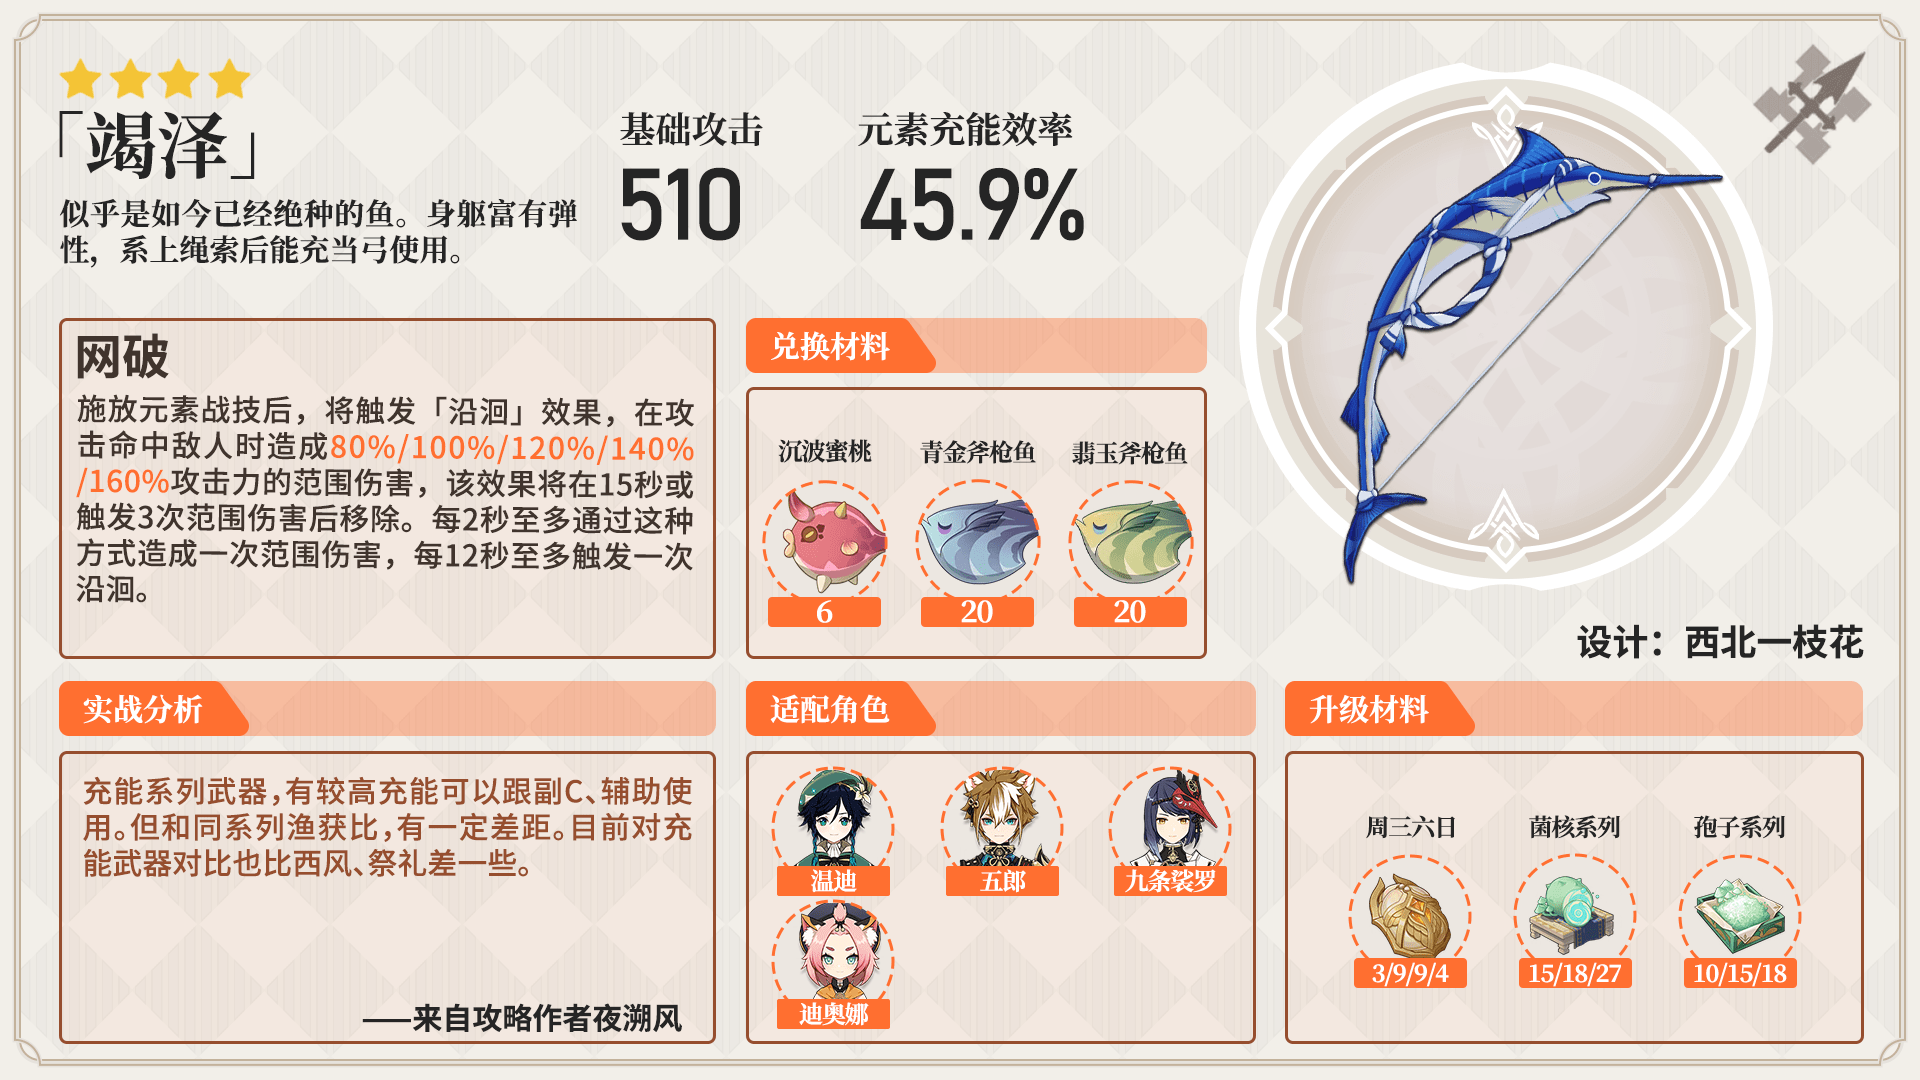 「竭泽」
似乎是如今已经绝种的鱼。身躯富有弹
性，系上绳索后能充当弓使用。
基础攻击
510
元素充能效率
45.9%
网破
施放元素战技后，将触发「沿洄」效果，在攻
击命中敌人时造成80%/100%/120%/140%
/160%攻击力的范围伤害，该效果将在15秒或
触发3次范围伤害后移除。每2秒至多通过这种
方式造成一次范围伤害，每12秒至多触发一次
沿洄。
兑换材料
沉波蜜桃
青金斧枪鱼
翡玉斧枪鱼
6
20
20
设计：西北一枝花
实战分析
充能系列武器，有较高充能可以跟副C、辅助使
用。但和同系列渔获比，有一定差距。目前对充
能武器对比也比西风、祭礼差一些。
——来自攻略作者夜溯风
适配角色
温迪
五郎
九条裟罗
迪奥娜
升级材料
周三六日
菌核系列
孢子系列
3/9/9/4
15/18/27
10/15/18